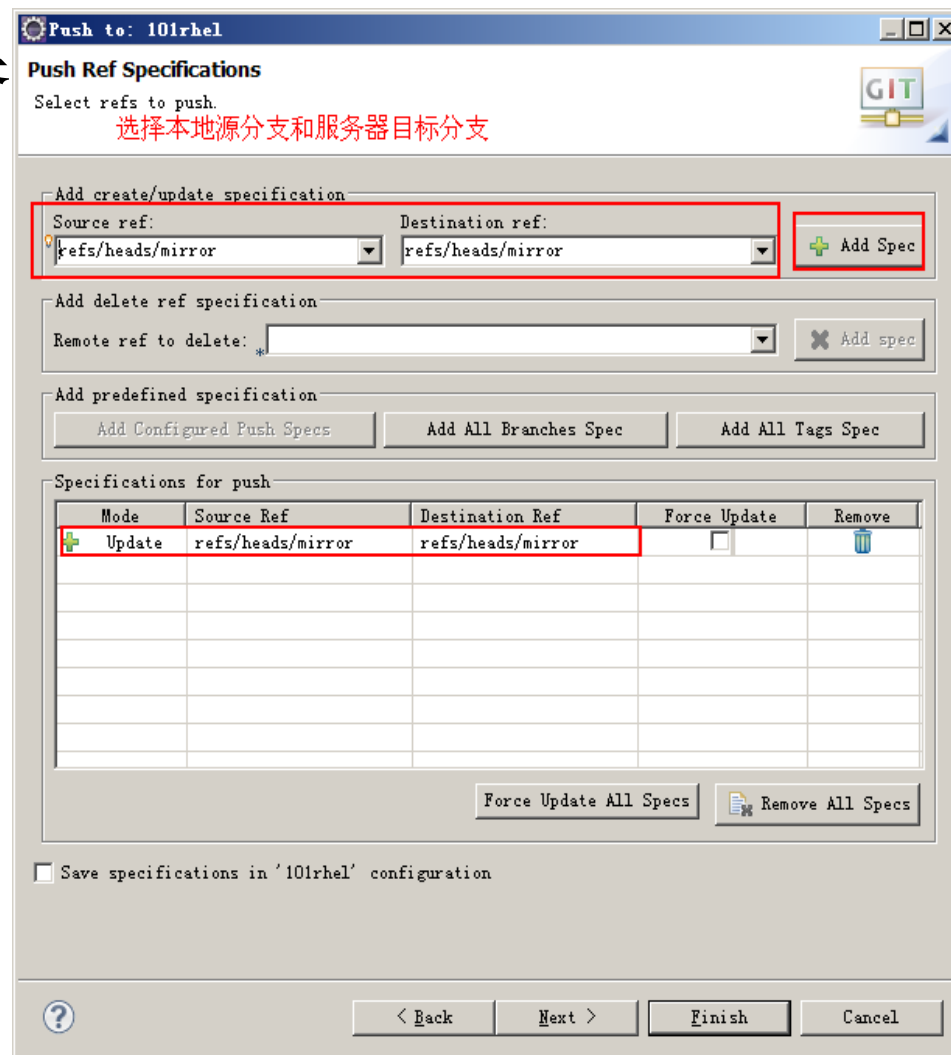 Push to: 101rhel
Push Ref Specifications
Select refs to push.
选择本地源分支和服务器目标分支
GIT
Add create/update specification
Source ref: Destination ref:
refs/heads/mirror refs/heads/mirror Add Spec
Add delete ref specification
Remote ref to delete: Add spec
Add predefined specification
Add Configured Push Specs Add All Branches Spec Add All Tags Spec
Specifications for push
Mode Source Ref Destination Ref Force Update Remove
Update refs/heads/mirror refs/heads/mirror
Force Update All Specs Remove All Specs
Save specifications in '101rhel' configuration
? < Back Next > Finish Cancel